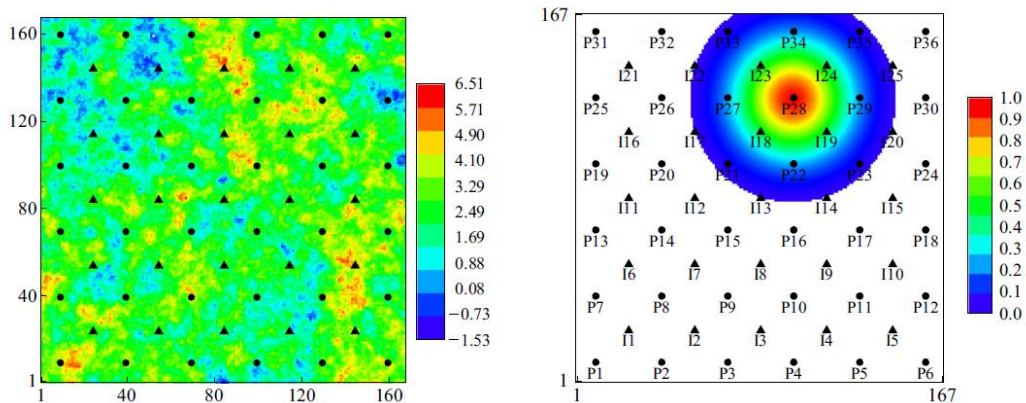 160
120
80
40
1
1 40 80 120 160
6.51
5.71
4.90
4.10
3.29
2.49
1.69
0.88
0.08
−0.73
−1.53
167
P31 P32 P33 P34 P35 P36
I21 I22 I23 I24 I25
P25 P26 P27 P28 P29 P30
I16 I17 I18 I19 I20
P19 P20 P21 P22 P23 P24
I11 I12 I13 I14 I15
P13 P14 P15 P16 P17 P18
I6 I7 I8 I9 I10
P7 P8 P9 P10 P11 P12
I1 I2 I3 I4 I5
1
P1 P2 P3 P4 P5 P6
1 167
1.0
0.9
0.8
0.7
0.6
0.5
0.4
0.3
0.2
0.1
0.0